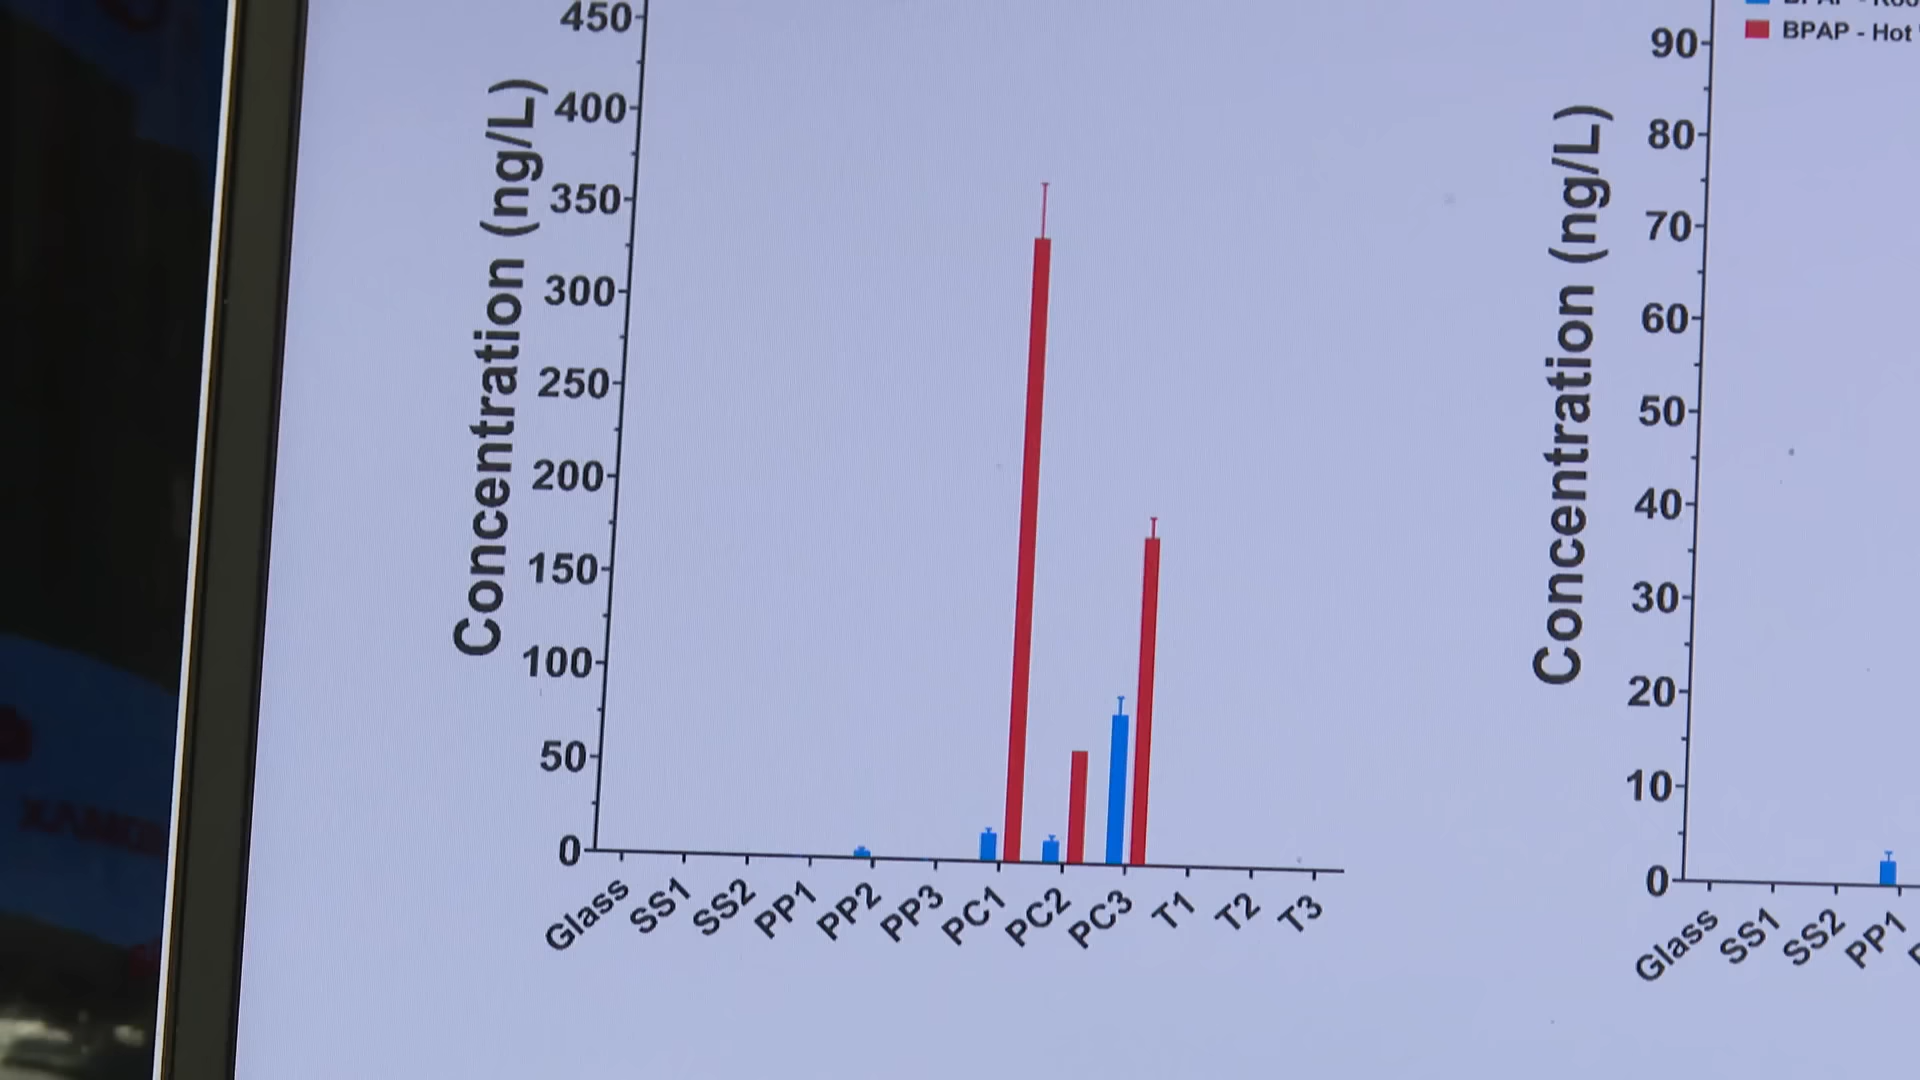 450
400
350
300
250
200
150
100
50
0
Concentration (ng/L)
Glass
SS1
SS2
PP1
PP2
PP3
PC1
PC2
PC3
T1
T2
T3
BPAP - Hot
90
80
70
60
50
40
30
20
10
0
Concentration (ng/L)
Glass
SS1
SS2
PP1